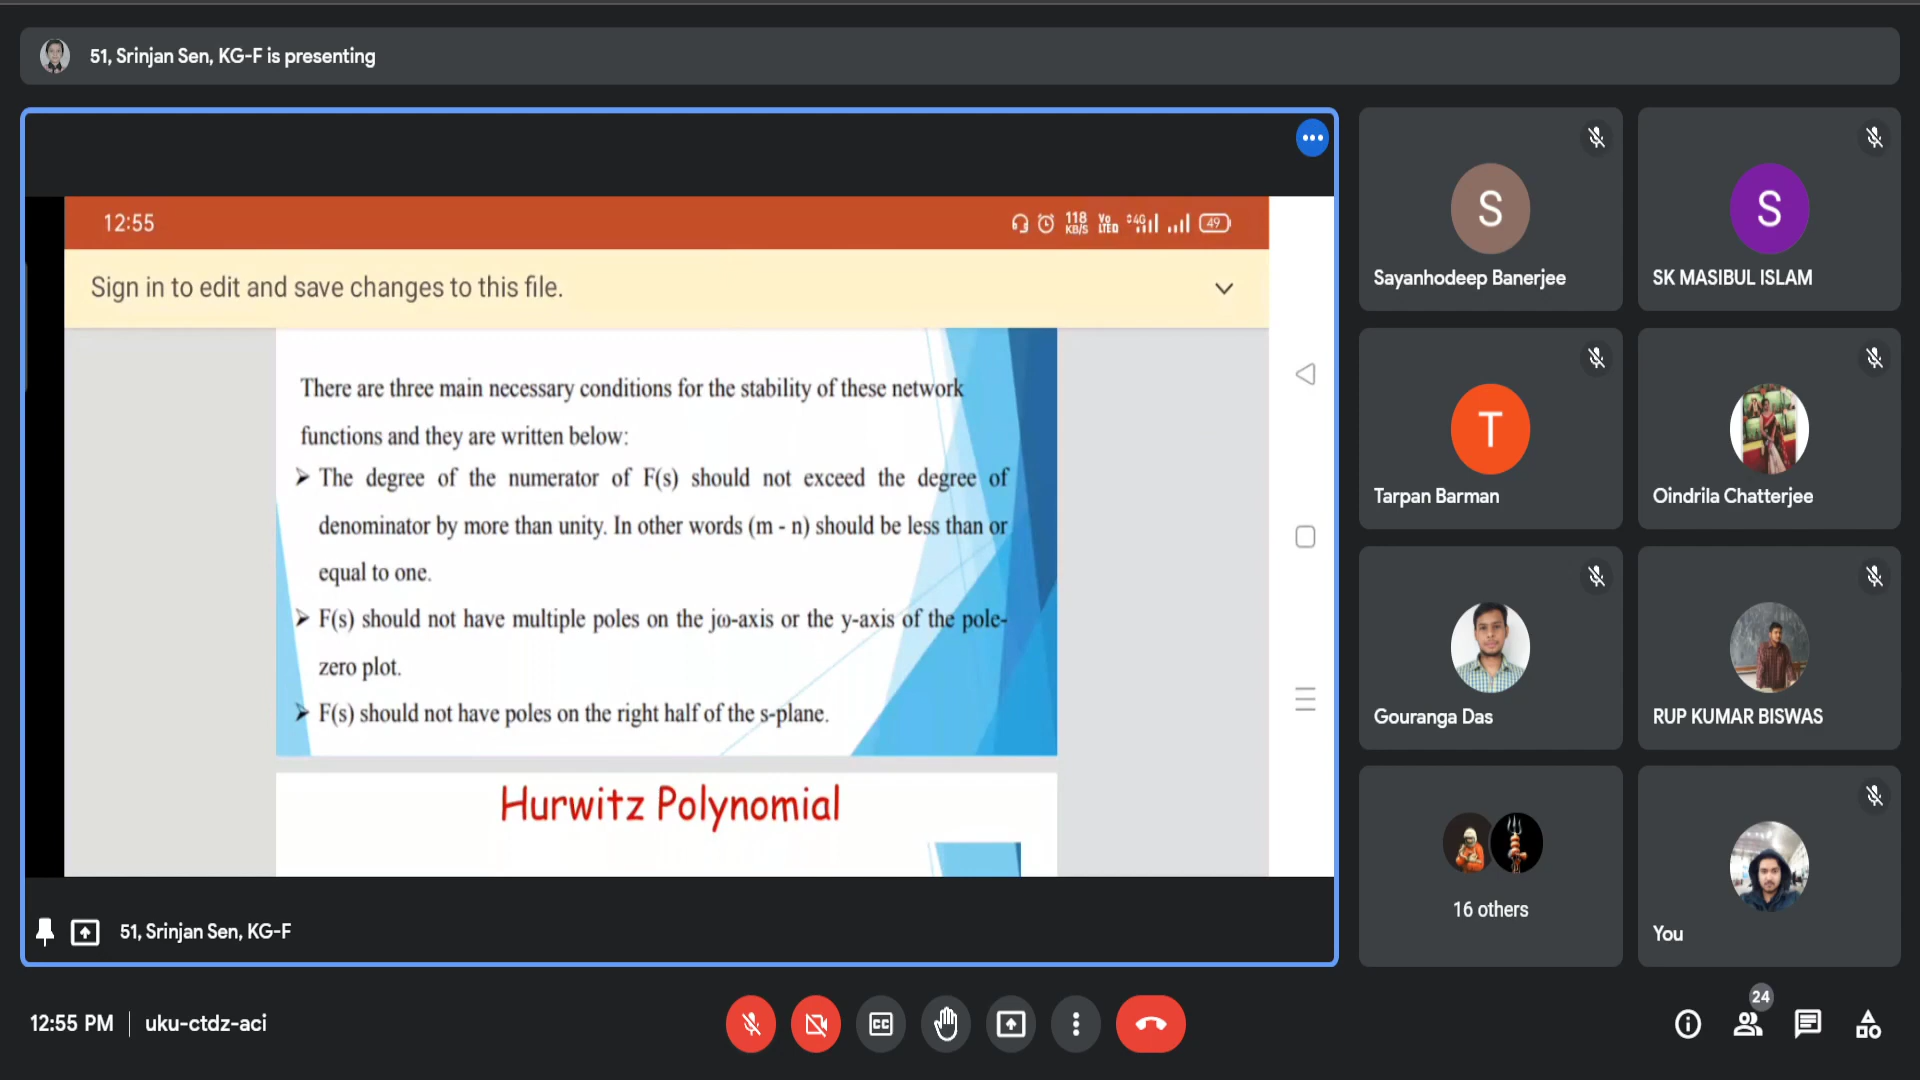 51, Srinjan Sen, KG-F is presenting
12:55
118
KB/S
Vo
LTE
4G
49
Sign in to edit and save changes to this file.
There are three main necessary conditions for the stability of these network
functions and they are written below:
➢ The degree of the numerator of F(s) should not exceed the degree of
denominator by more than unity. In other words (m - n) should be less than or
equal to one.
➢ F(s) should not have multiple poles on the jω-axis or the y-axis of the pole-
zero plot.
➢ F(s) should not have poles on the right half of the s-plane.
Hurwitz Polynomial
51, Srinjan Sen, KG-F
S
Sayanhodeep Banerjee
S
SK MASIBUL ISLAM
T
Tarpan Barman
Oindrila Chatterjee
Gouranga Das
RUP KUMAR BISWAS
16 others
You
12:55 PM | uku-ctdz-aci
CC
24